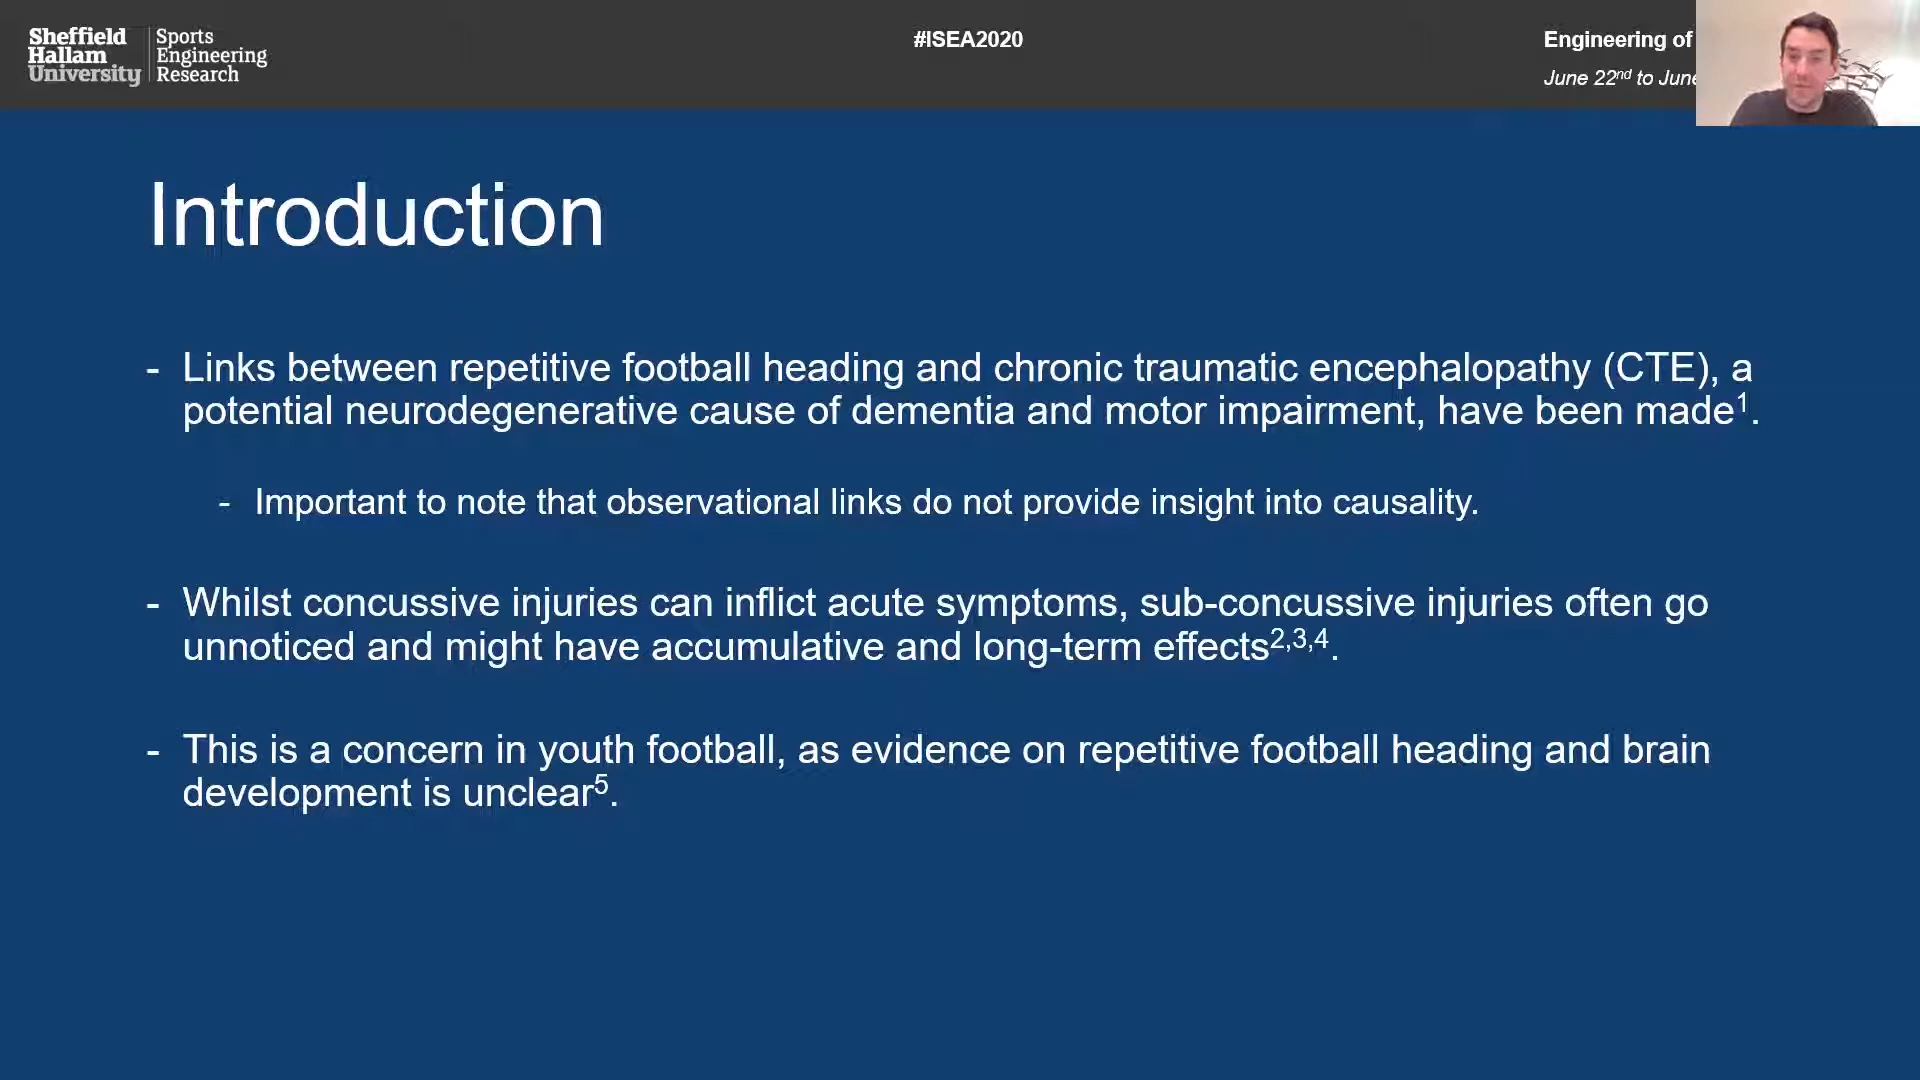 Sheffield
Hallam
University
Sports
Engineering
Research
#ISEA2020
Engineering of
June 22nd to June
Introduction
- Links between repetitive football heading and chronic traumatic encephalopathy (CTE), a
potential neurodegenerative cause of dementia and motor impairment, have been made¹.
- Important to note that observational links do not provide insight into causality.
- Whilst concussive injuries can inflict acute symptoms, sub-concussive injuries often go
unnoticed and might have accumulative and long-term effects²,³,⁴.
- This is a concern in youth football, as evidence on repetitive football heading and brain
development is unclear⁵.